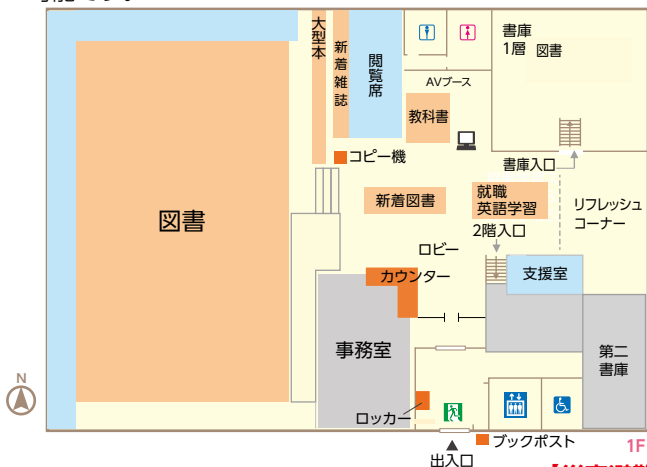 大型本
新着雑誌
閲覧席
書庫
1層 図書
AVブース
教科書
コピー機
書庫入口
新着図書
就職
英語学習
リフレッシュ
コーナー
図書
2階入口
ロビー
カウンター
支援室
事務室
第二
書庫
N
ロッカー
ブックポスト
出入口
1F